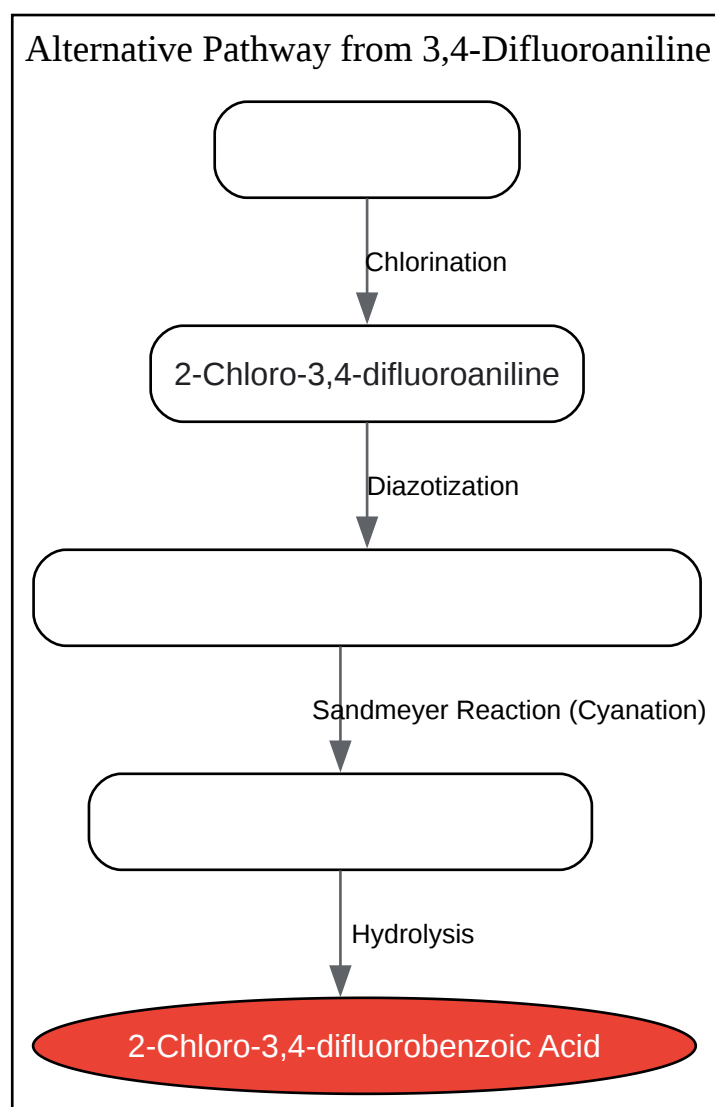 Alternative Pathway from 3,4-Difluoroaniline
Chlorination
2-Chloro-3,4-difluoroaniline
Diazotization
Sandmeyer Reaction (Cyanation)
Hydrolysis
2-Chloro-3,4-difluorobenzoic Acid